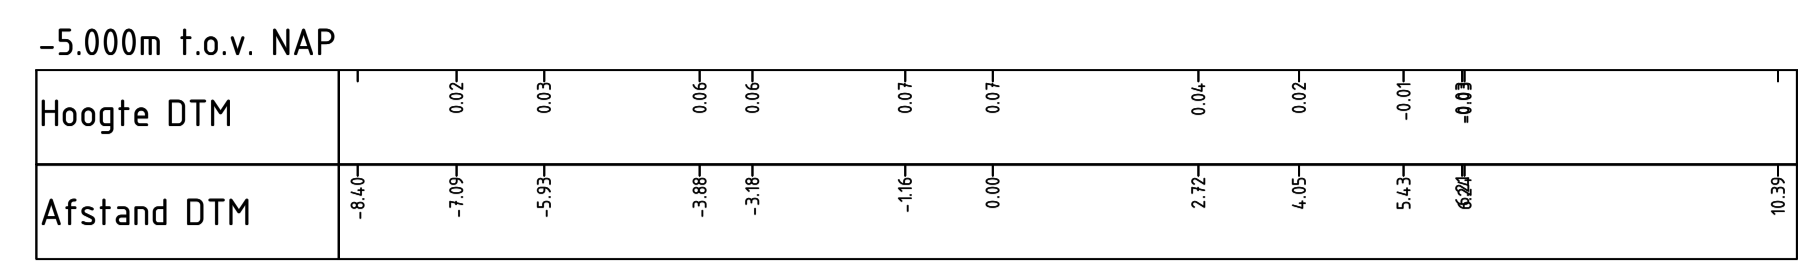 -5.000m t.o.v. NAP
Hoogte DTM 0.02 0.03 0.06 0.06 0.07 0.07 0.04 0.02 -0.01
Afstand DTM -8.40 -7.09 -5.93 -3.88 -3.18 -1.16 0.00 2.72 4.05 5.43 10.39